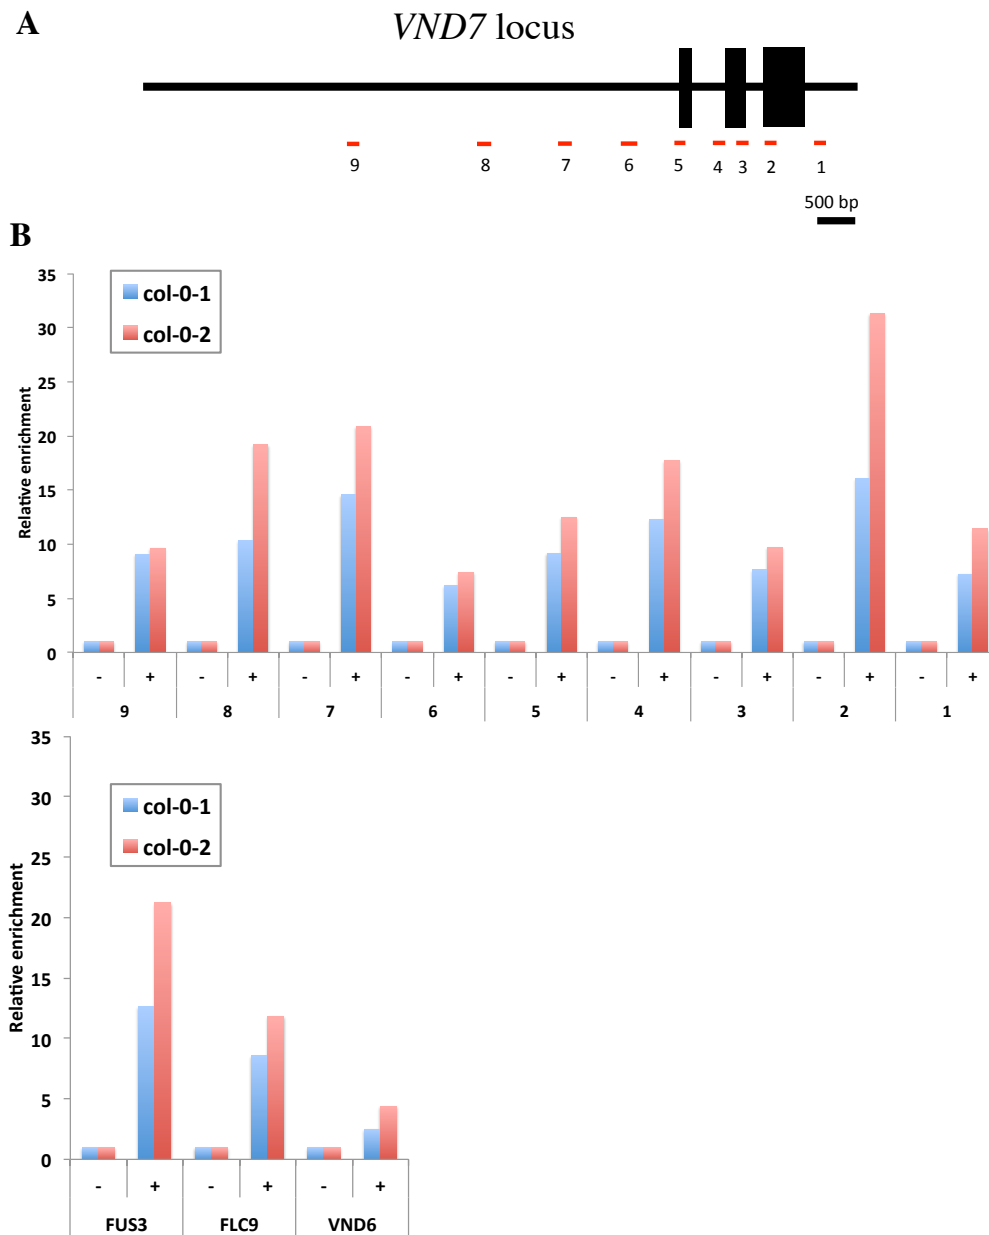 A
VND7 locus
9 8 7 6 5 4 3 2 1
500 bp
B
Relative enrichment
35
30
25
20
15
10
5
0
col-0-1
col-0-2
- + - + - + - + - + - + - + - + - +
9 8 7 6 5 4 3 2 1
Relative enrichment
35
30
25
20
15
10
5
0
col-0-1
col-0-2
- + - + - +
FUS3 FLC9 VND6